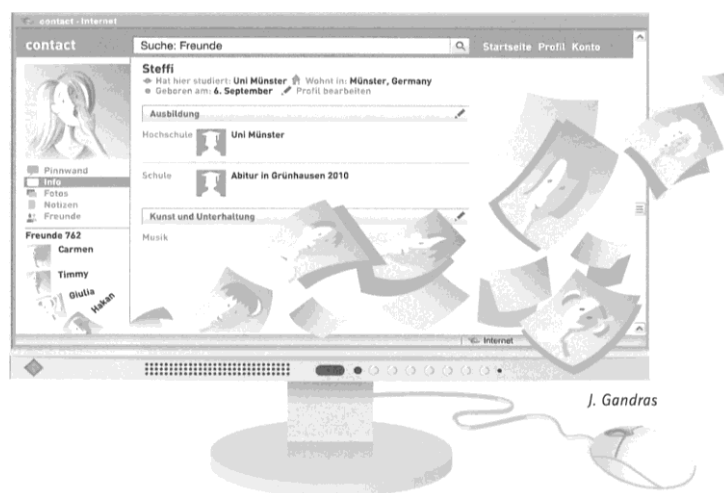 contact - Internet
contact
Suche: Freunde
Startseite Profil Konto
Steffi
Hat hier studiert: Uni Münster Wohnt in: Münster, Germany
Geboren am: 6. September Profil bearbeiten
Ausbildung
Hochschule Uni Münster
Schule Abitur in Grünhausen 2010
Kunst und Unterhaltung
Musik
Pinnwand
Info
Fotos
Notizen
Freunde
Freunde 762
Carmen
Timmy
Giulia
Hakan
Internet
J. Gandras